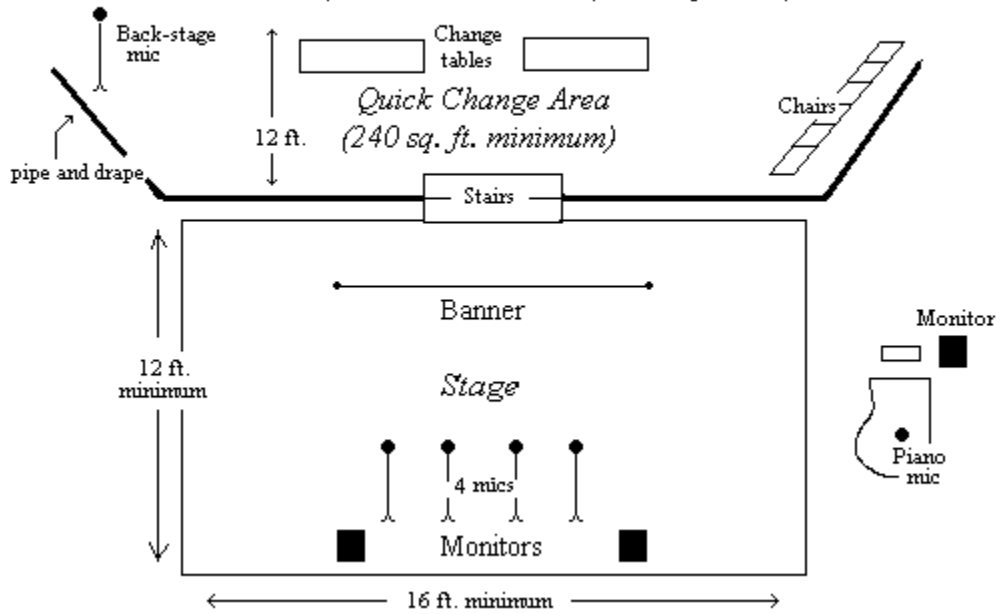 Back-stage
mic
Change
tables
Quick Change Area
(240 sq. ft. minimum)
12 ft.
Chairs
pipe and drape
Stairs
Banner
Monitor
12 ft.
minimum
Stage
Piano
mic
4 mics
Monitors
16 ft. minimum